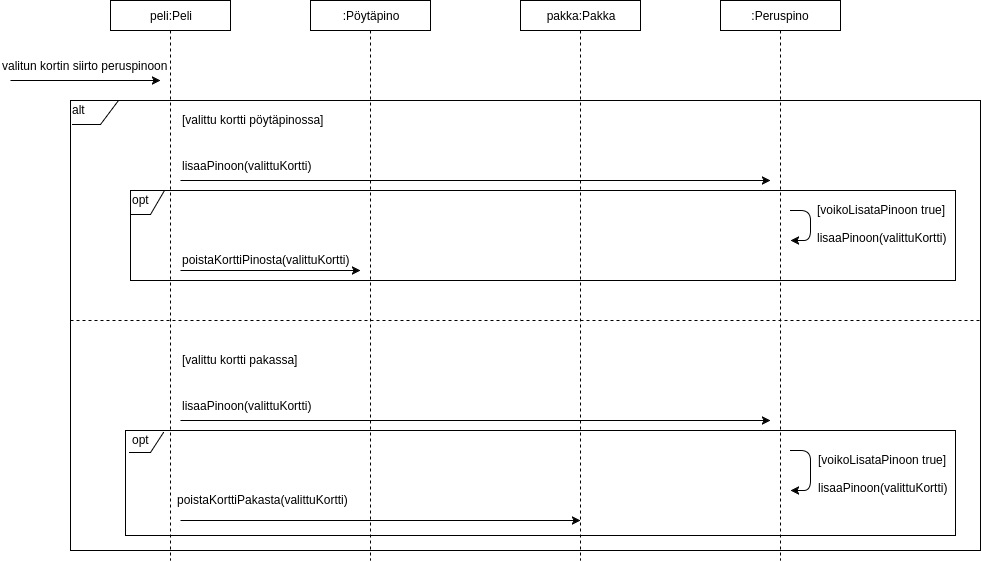 peli:Peli
:Pöytäpino
pakka:Pakka
:Peruspino
valitun kortin siirto peruspinoon
alt
[valittu kortti pöytäpinossa]
lisaaPinoon(valittuKortti)
opt
[voikoLisataPinoon true]
lisaaPinoon(valittuKortti)
poistaKorttiPinosta(valittuKortti)
[valittu kortti pakassa]
lisaaPinoon(valittuKortti)
opt
[voikoLisataPinoon true]
lisaaPinoon(valittuKortti)
poistaKorttiPakasta(valittuKortti)